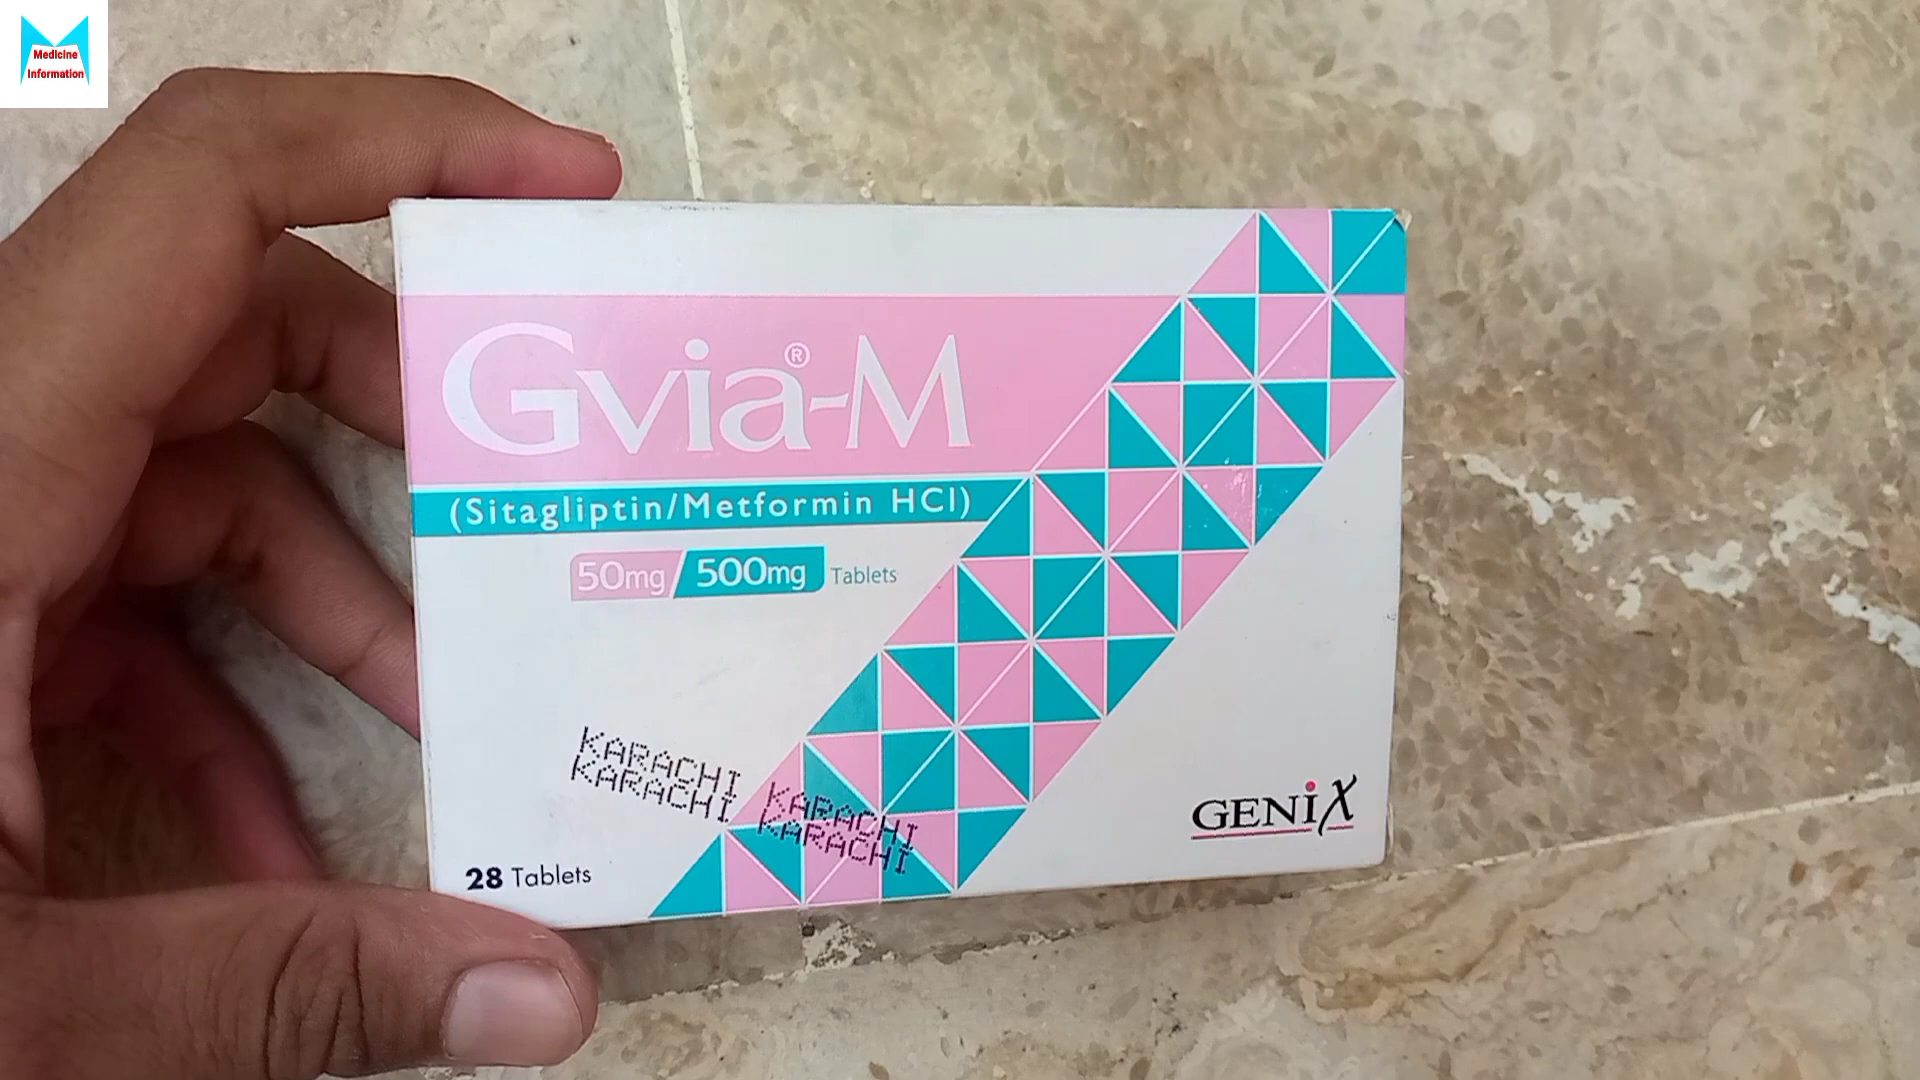 Medicine
Information
Gvia®-M
(Sitagliptin/Metformin HCl)
50mg/500mg Tablets
KARACHI
KARACHI
KARACHI
KARACHI
28 Tablets
GENiX